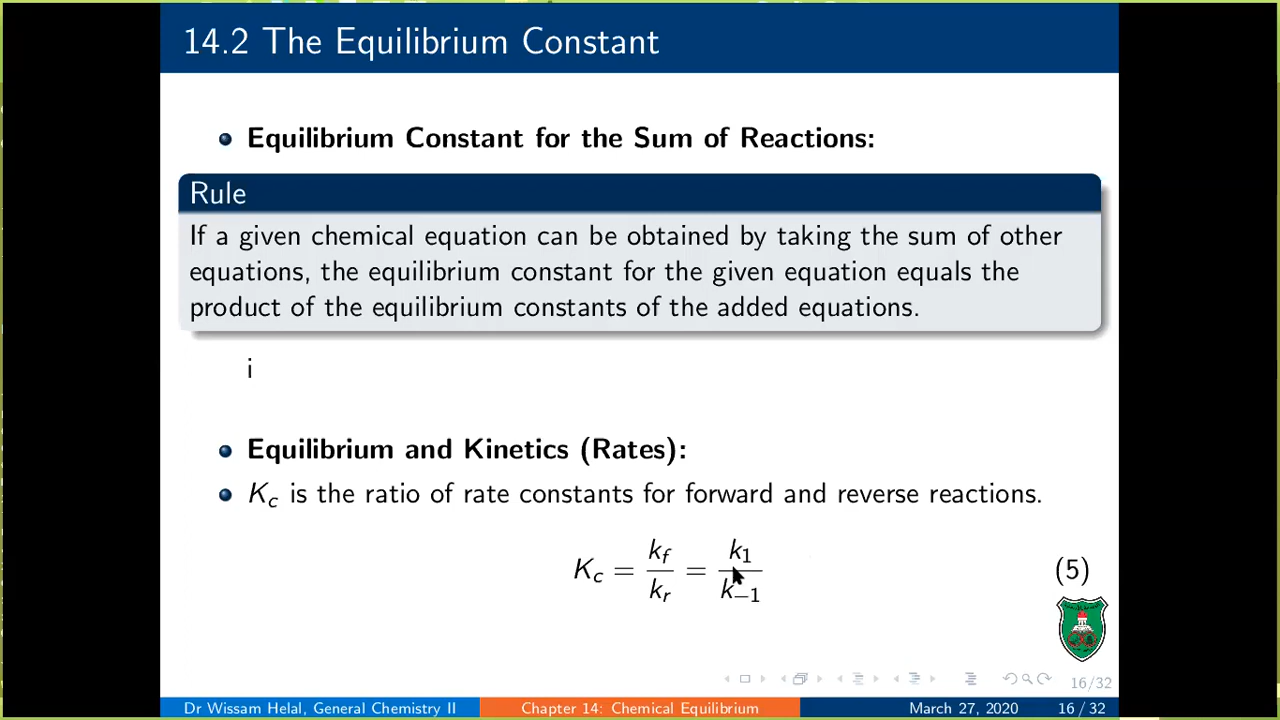 14.2 The Equilibrium Constant
Equilibrium Constant for the Sum of Reactions:
Rule
If a given chemical equation can be obtained by taking the sum of other
equations, the equilibrium constant for the given equation equals the
product of the equilibrium constants of the added equations.
i
Equilibrium and Kinetics (Rates):
K_c is the ratio of rate constants for forward and reverse reactions.
K_c = k_f / k_r = k_1 / k_{-1} (5)
16/32
Dr Wissam Helal, General Chemistry II Chapter 14: Chemical Equilibrium March 27, 2020 16 / 32